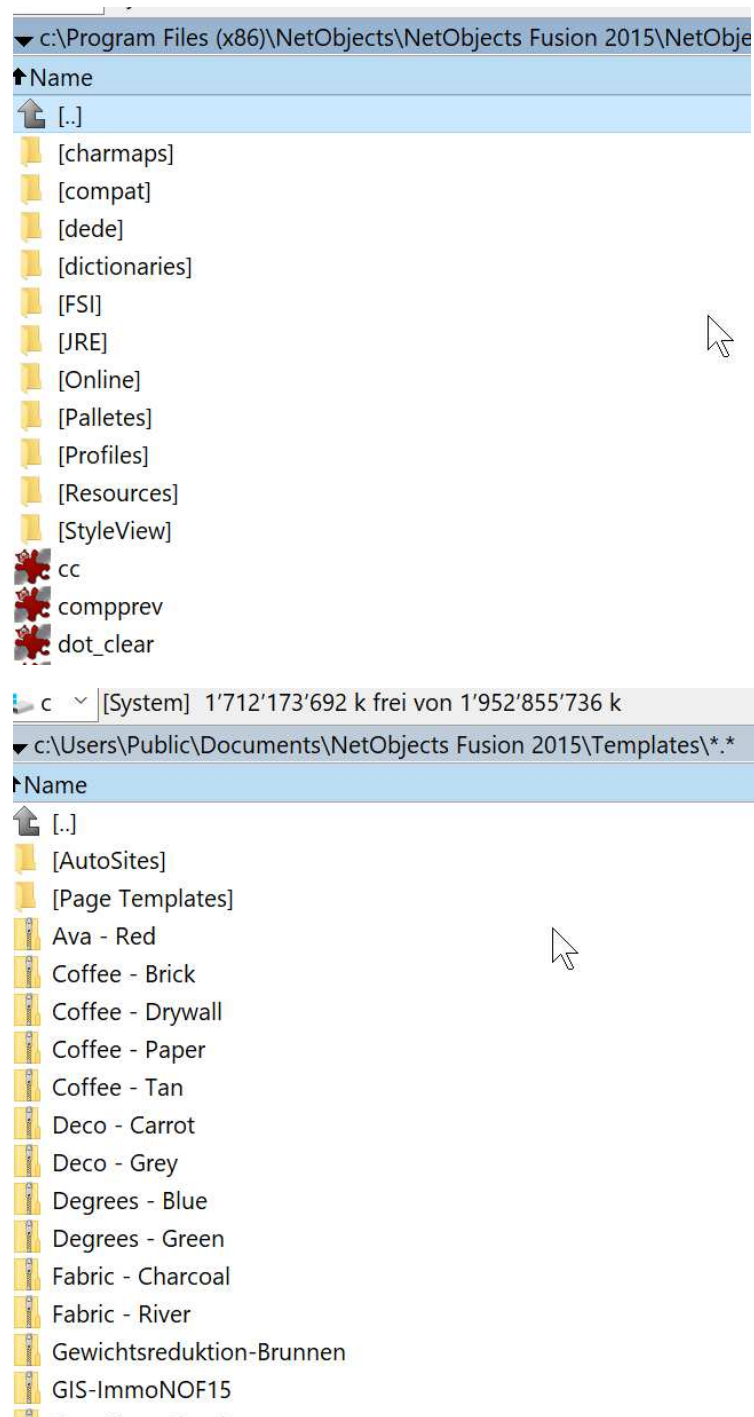 c:\Program Files (x86)\NetObjects\NetObjects Fusion 2015\NetObje
Name
[..]
[charmaps]
[compat]
[dede]
[dictionaries]
[FSI]
[JRE]
[Online]
[Palletes]
[Profiles]
[Resources]
[StyleView]
cc
compprev
dot_clear
c [System] 1'712'173'692 k frei von 1'952'855'736 k
c:\Users\Public\Documents\NetObjects Fusion 2015\Templates\*.*
Name
[..]
[AutoSites]
[Page Templates]
Ava - Red
Coffee - Brick
Coffee - Drywall
Coffee - Paper
Coffee - Tan
Deco - Carrot
Deco - Grey
Degrees - Blue
Degrees - Green
Fabric - Charcoal
Fabric - River
Gewichtsreduktion-Brunnen
GIS-ImmoNOF15